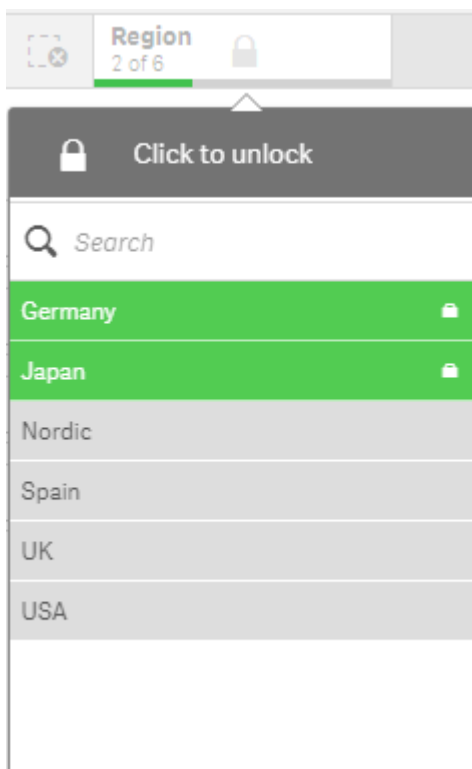 Region
2 of 6
Click to unlock
Search
Germany
Japan
Nordic
Spain
UK
USA